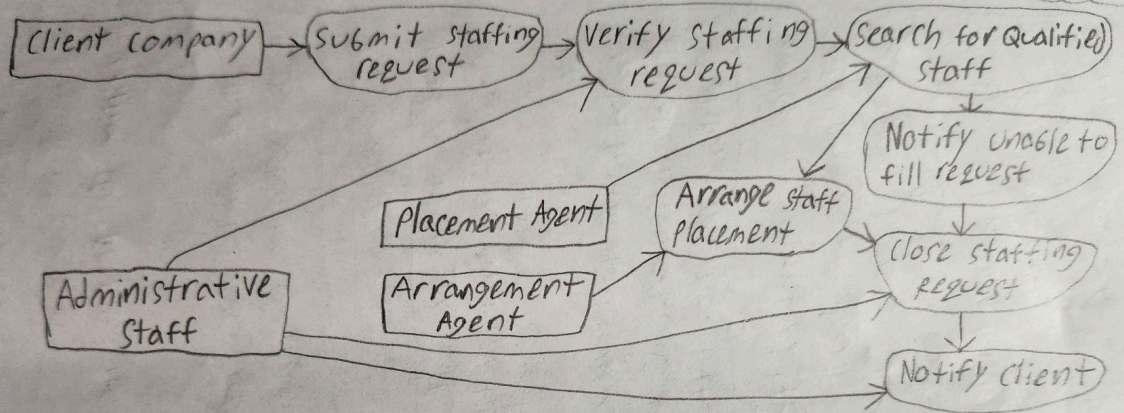 Client company
Submit staffing
request
Verify staffing
request
Search for Qualified
staff
Notify unable to
fill request
Placement Agent
Arrange staff
placement
Close staffing
request
Administrative
Staff
Arrangement
Agent
Notify Client